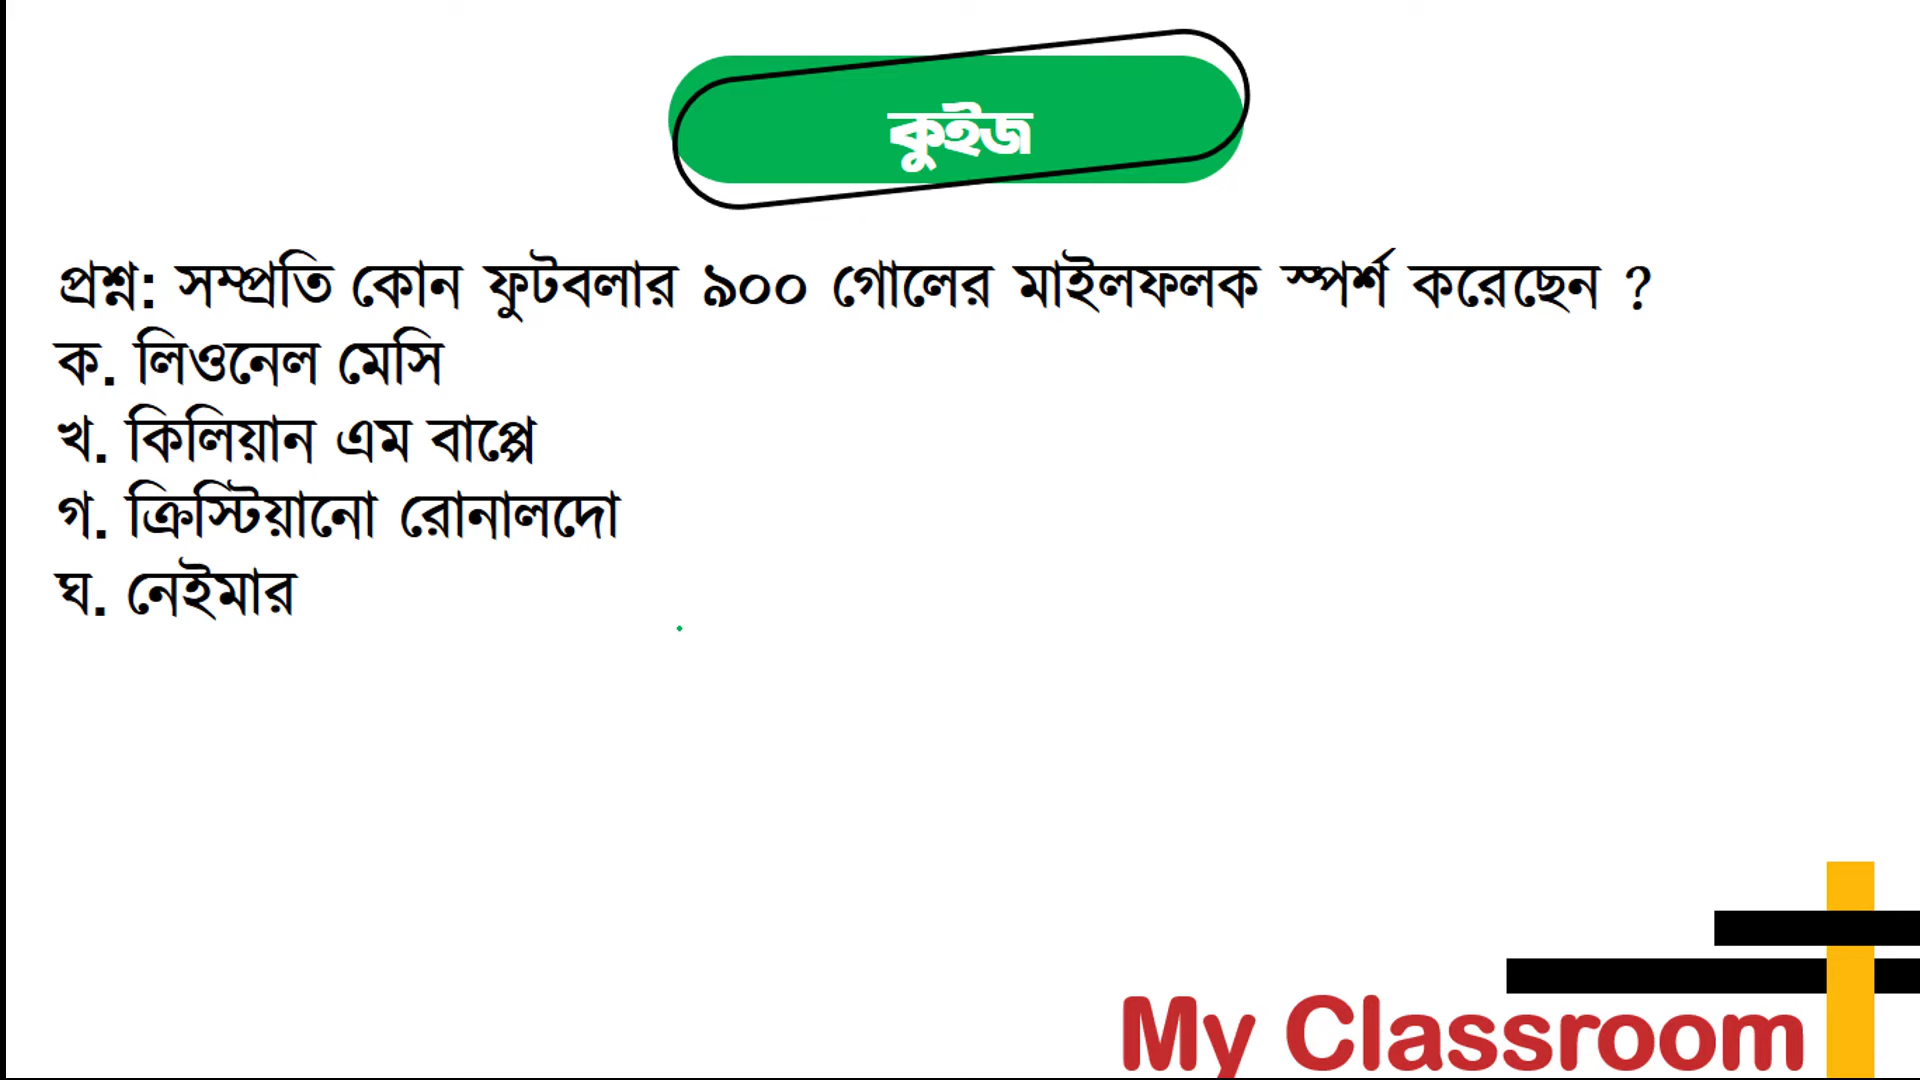 কুইজ
প্রশ্ন: সম্প্রতি কোন ফুটবলার ৯০০ গোলের মাইলফলক স্পর্শ করেছেন ?
ক. লিওনেল মেসি
খ. কিলিয়ান এম বাপ্পে
গ. ক্রিস্টিয়ানো রোনালদো
ঘ. নেইমার
My Classroom